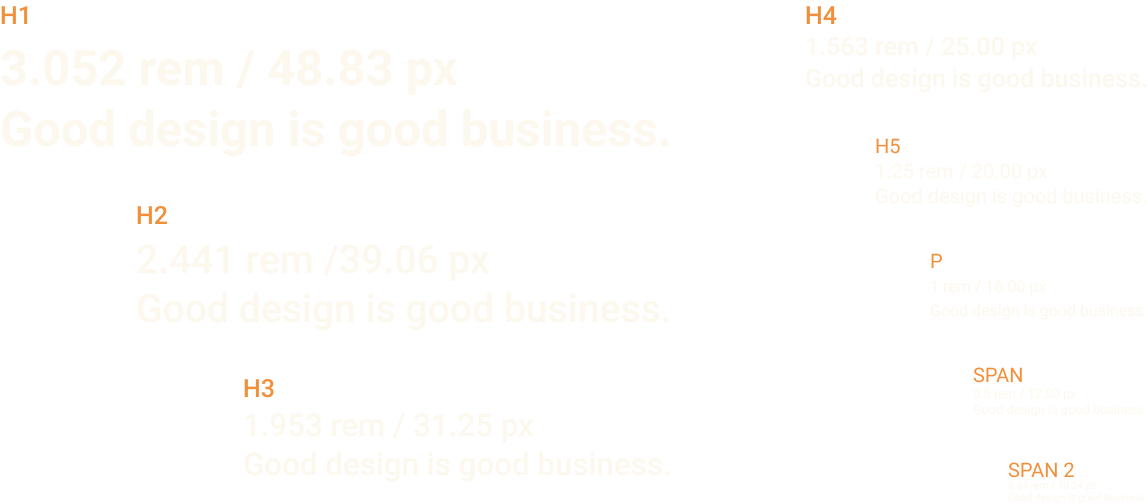 H1
3.052 rem / 48.83 px
Good design is good business.
H2
2.441 rem /39.06 px
Good design is good business.
H3
1.953 rem / 31.25 px
Good design is good business.
H4
1.563 rem / 25.00 px
Good design is good business.
H5
1.25 rem / 20.00 px
Good design is good business.
P
1 rem / 16.00 px
Good design is good business.
SPAN
0.8 rem / 12.80 px
Good design is good business.
SPAN 2
Good design is good business.